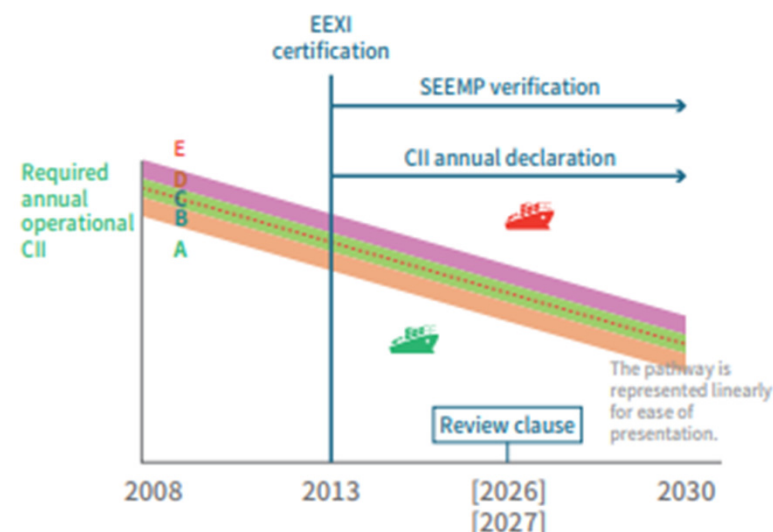 EEXI
certification
SEEMP verification
CII annual declaration
Required
annual
operational
CII
E
D
C
B
A
The pathway is
represented linearly
for ease of
presentation.
Review clause
2008
2013
[2026]
[2027]
2030